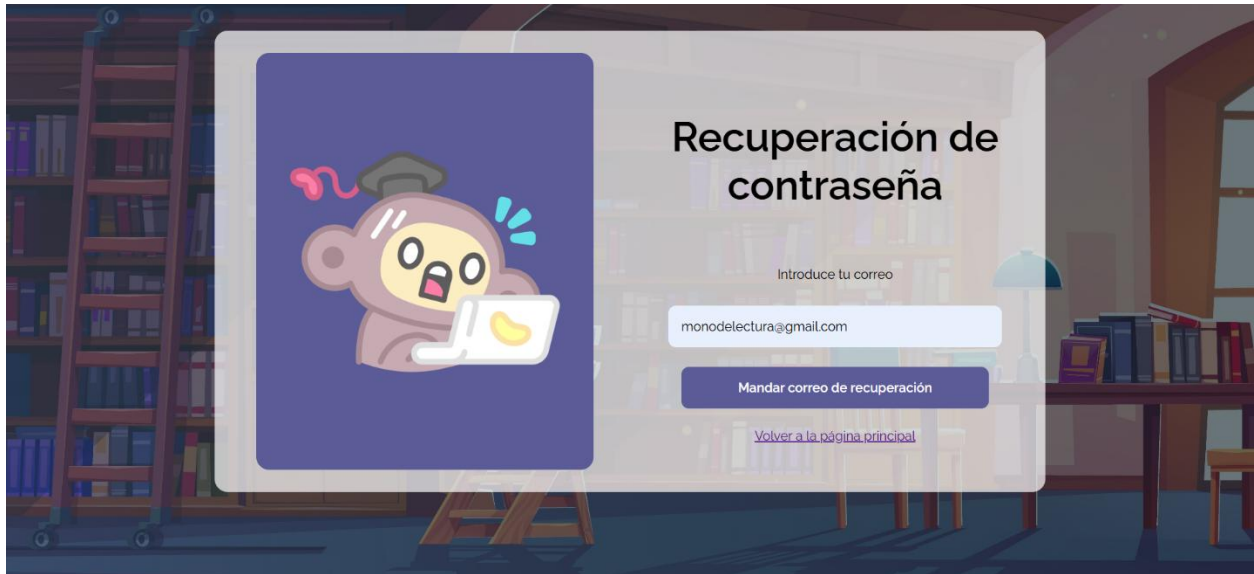 Recuperación de
contraseña
Introduce tu correo
monodelectura@gmail.com
Mandar correo de recuperación
Volver a la página principal